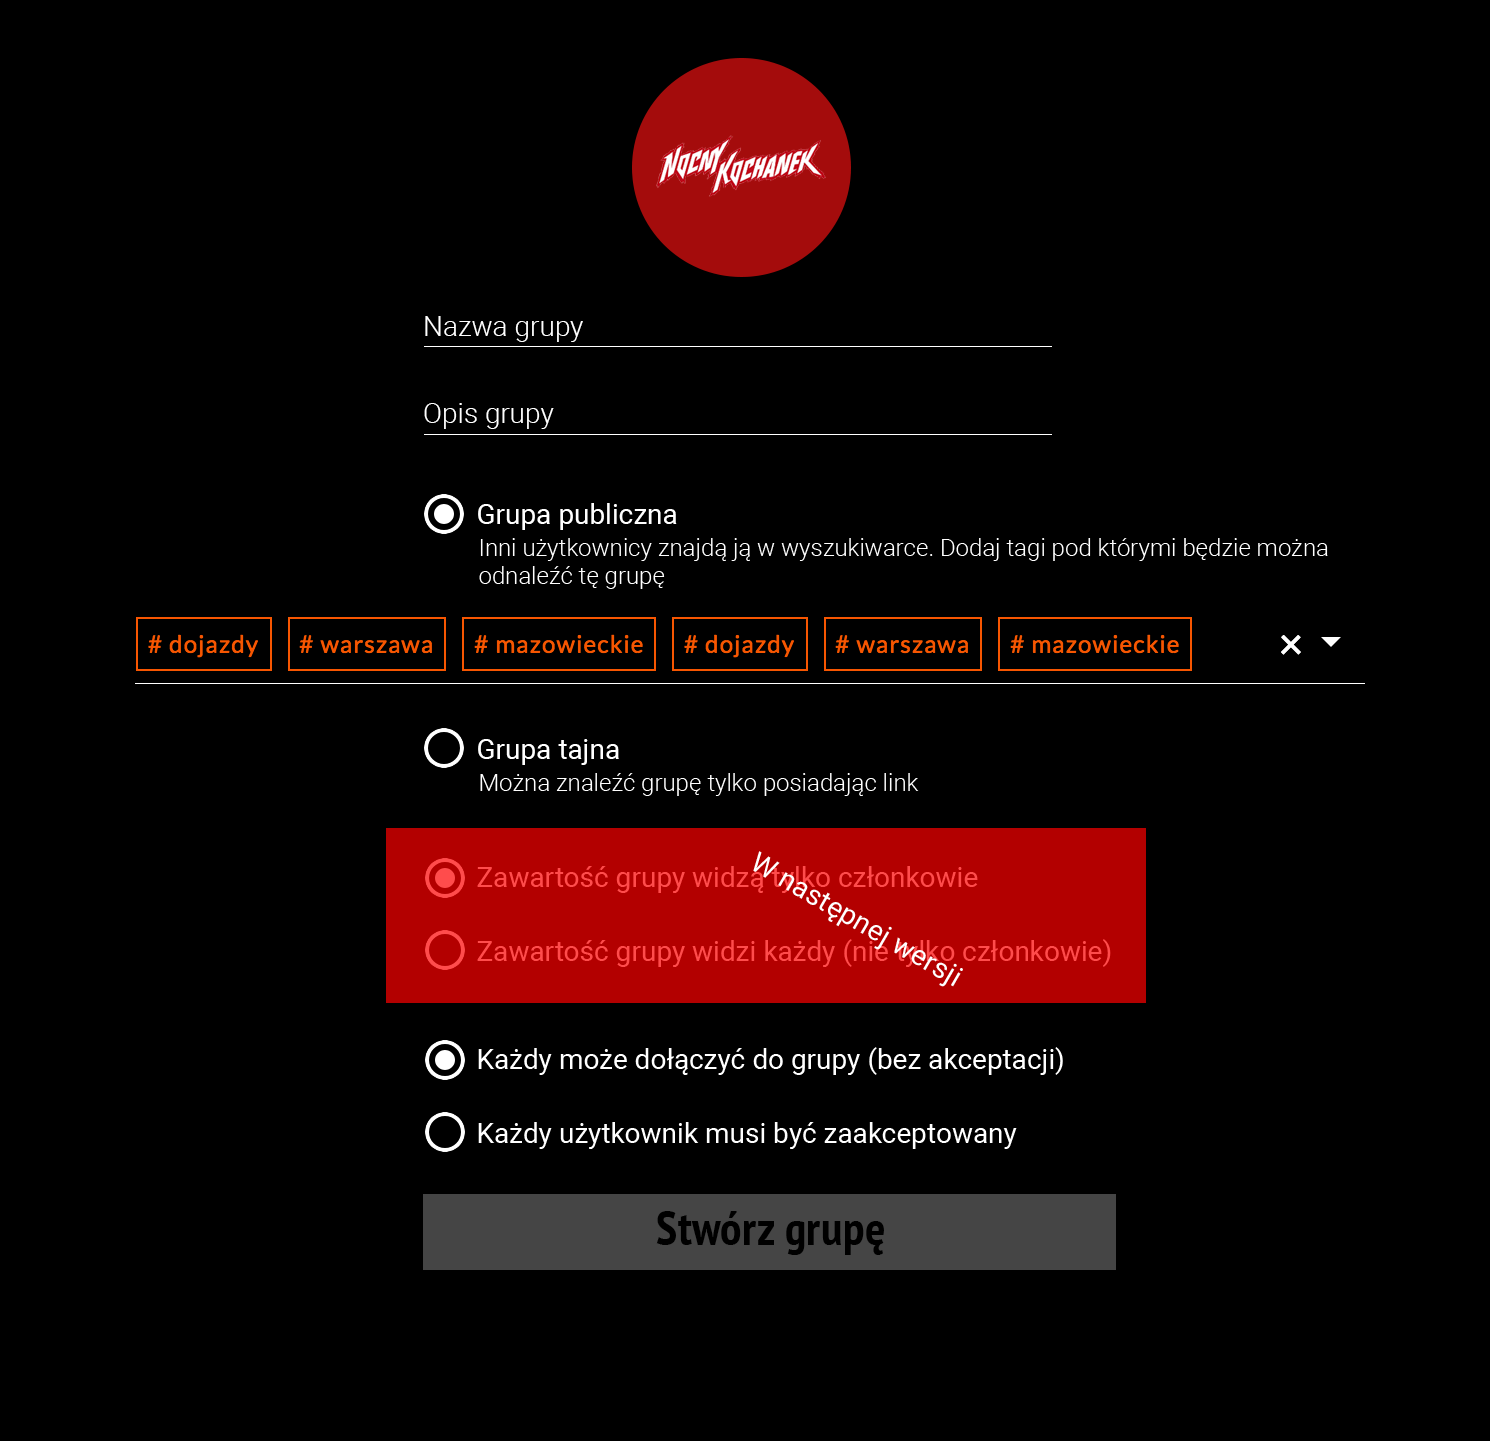 NOCNY KOCHANEK
Nazwa grupy
Opis grupy
Grupa publiczna
Inni użytkownicy znajdą ją w wyszukiwarce. Dodaj tagi pod którymi będzie można
odnaleźć tę grupę
# dojazdy # warszawa # mazowieckie # dojazdy # warszawa # mazowieckie
Grupa tajna
Można znaleźć grupę tylko posiadając link
Zawartość grupy widzą tylko członkowie
W następnej wersji
Zawartość grupy widzi każdy (nie tylko członkowie)
Każdy może dołączyć do grupy (bez akceptacji)
Każdy użytkownik musi być zaakceptowany
Stwórz grupę